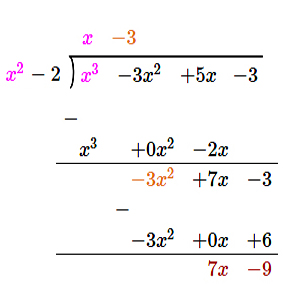 x −3
x² − 2 ) x³ −3x² +5x −3
−
x³ +0x² −2x
−3x² +7x −3
−
−3x² +0x +6
7x −9